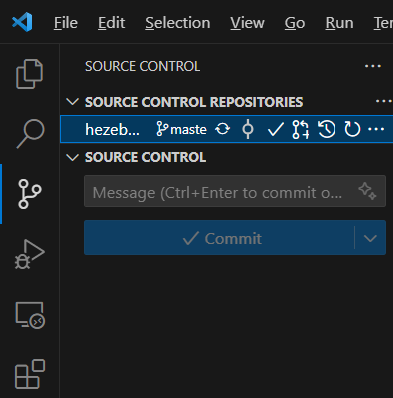 File Edit Selection View Go Run Ter
SOURCE CONTROL
SOURCE CONTROL REPOSITORIES
hezeb... maste
SOURCE CONTROL
Message (Ctrl+Enter to commit o...
Commit